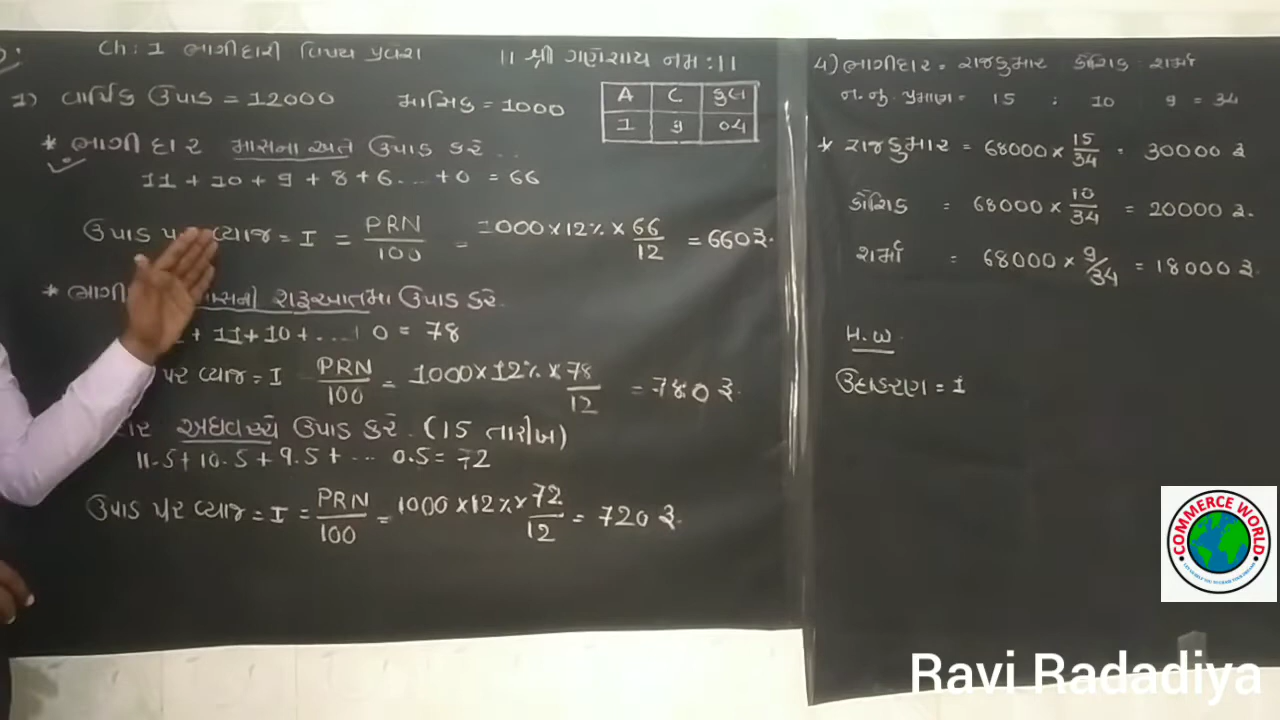 Ch: 1 ભાગીદારી વિષય પ્રવેશ
|| શ્રી ગણેશાય નમ: ||
1) વાર્ષિક ઉપાડ = 12000 માસિક = 1000
A C કુલ
1 9 04
* ભાગીદાર માસના અંતે ઉપાડ કરે ..
11 + 10 + 9 + 8 + 6 ... + 0 = 66
ઉપાડ પર વ્યાજ = I = PRN/100 = 1000 × 12% × 66/12 = 660 રૂ.
* ભાગી માસની શરૂઆતમા ઉપાડ કરે.
+ 11 + 10 + ... + 0 = 78
પર વ્યાજ = I PRN/100 = 1000 × 12% × 78/12 = 780 રૂ.
દાર અધવચ્ચે ઉપાડ કરે. (15 તારીખ)
11.5 + 10.5 + 9.5 + ... 0.5 = 72
ઉપાડ પર વ્યાજ = I = PRN/100 = 1000 × 12% × 72/12 = 720 રૂ.
4) ભાગીદાર = રાજકુમાર કૌશિક શર્મા
ન.નુ. પ્રમાણ = 15 : 10 9 = 34
* રાજકુમાર = 68000 × 15/34 = 30000 રૂ
કૌશિક = 68000 × 10/34 = 20000 રૂ.
શર્મા = 68000 × 9/34 = 18000 રૂ.
H.W.
ઉદાહરણ = 1
COMMERCE WORLD
Ravi Radadiya